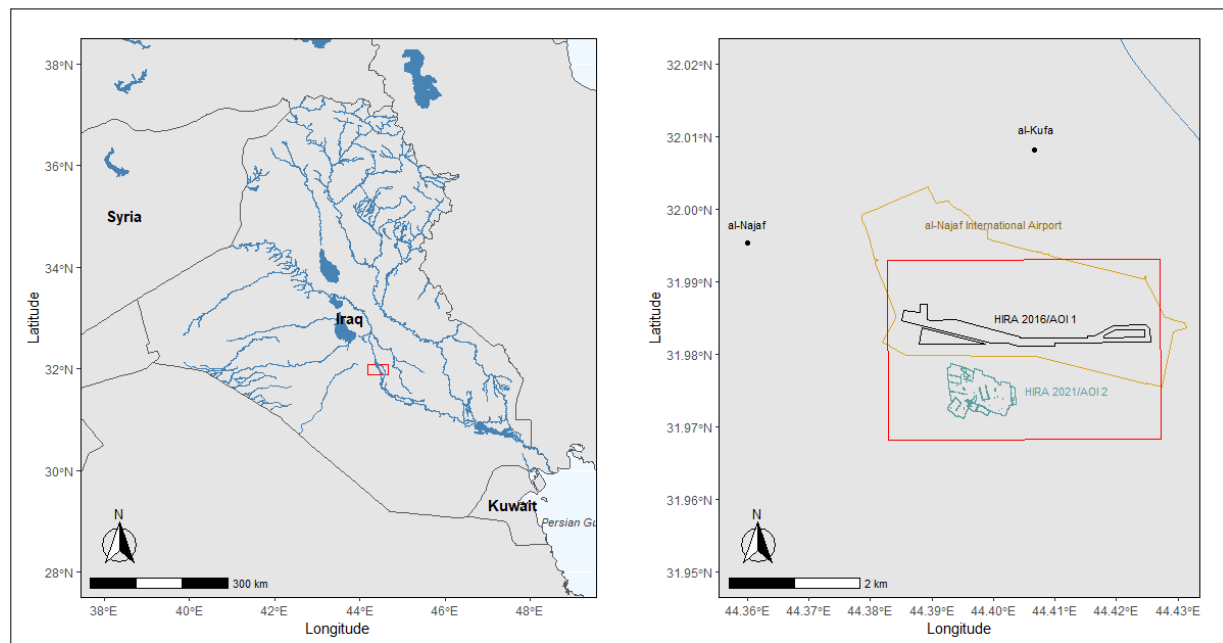 38°N
36°N
34°N
32°N
30°N
28°N
Latitude
Syria
Iraq
Kuwait
Persian Gu
N
300 km
38°E
40°E
42°E
44°E
46°E
48°E
Longitude
32.02°N
32.01°N
32.00°N
31.99°N
31.98°N
31.97°N
31.96°N
31.95°N
Latitude
al-Kufa
al-Najaf
al-Najaf International Airport
HIRA 2016/AOI 1
HIRA 2021/AOI 2
N
2 km
44.36°E
44.37°E
44.38°E
44.39°E
44.40°E
44.41°E
44.42°E
44.43°E
Longitude